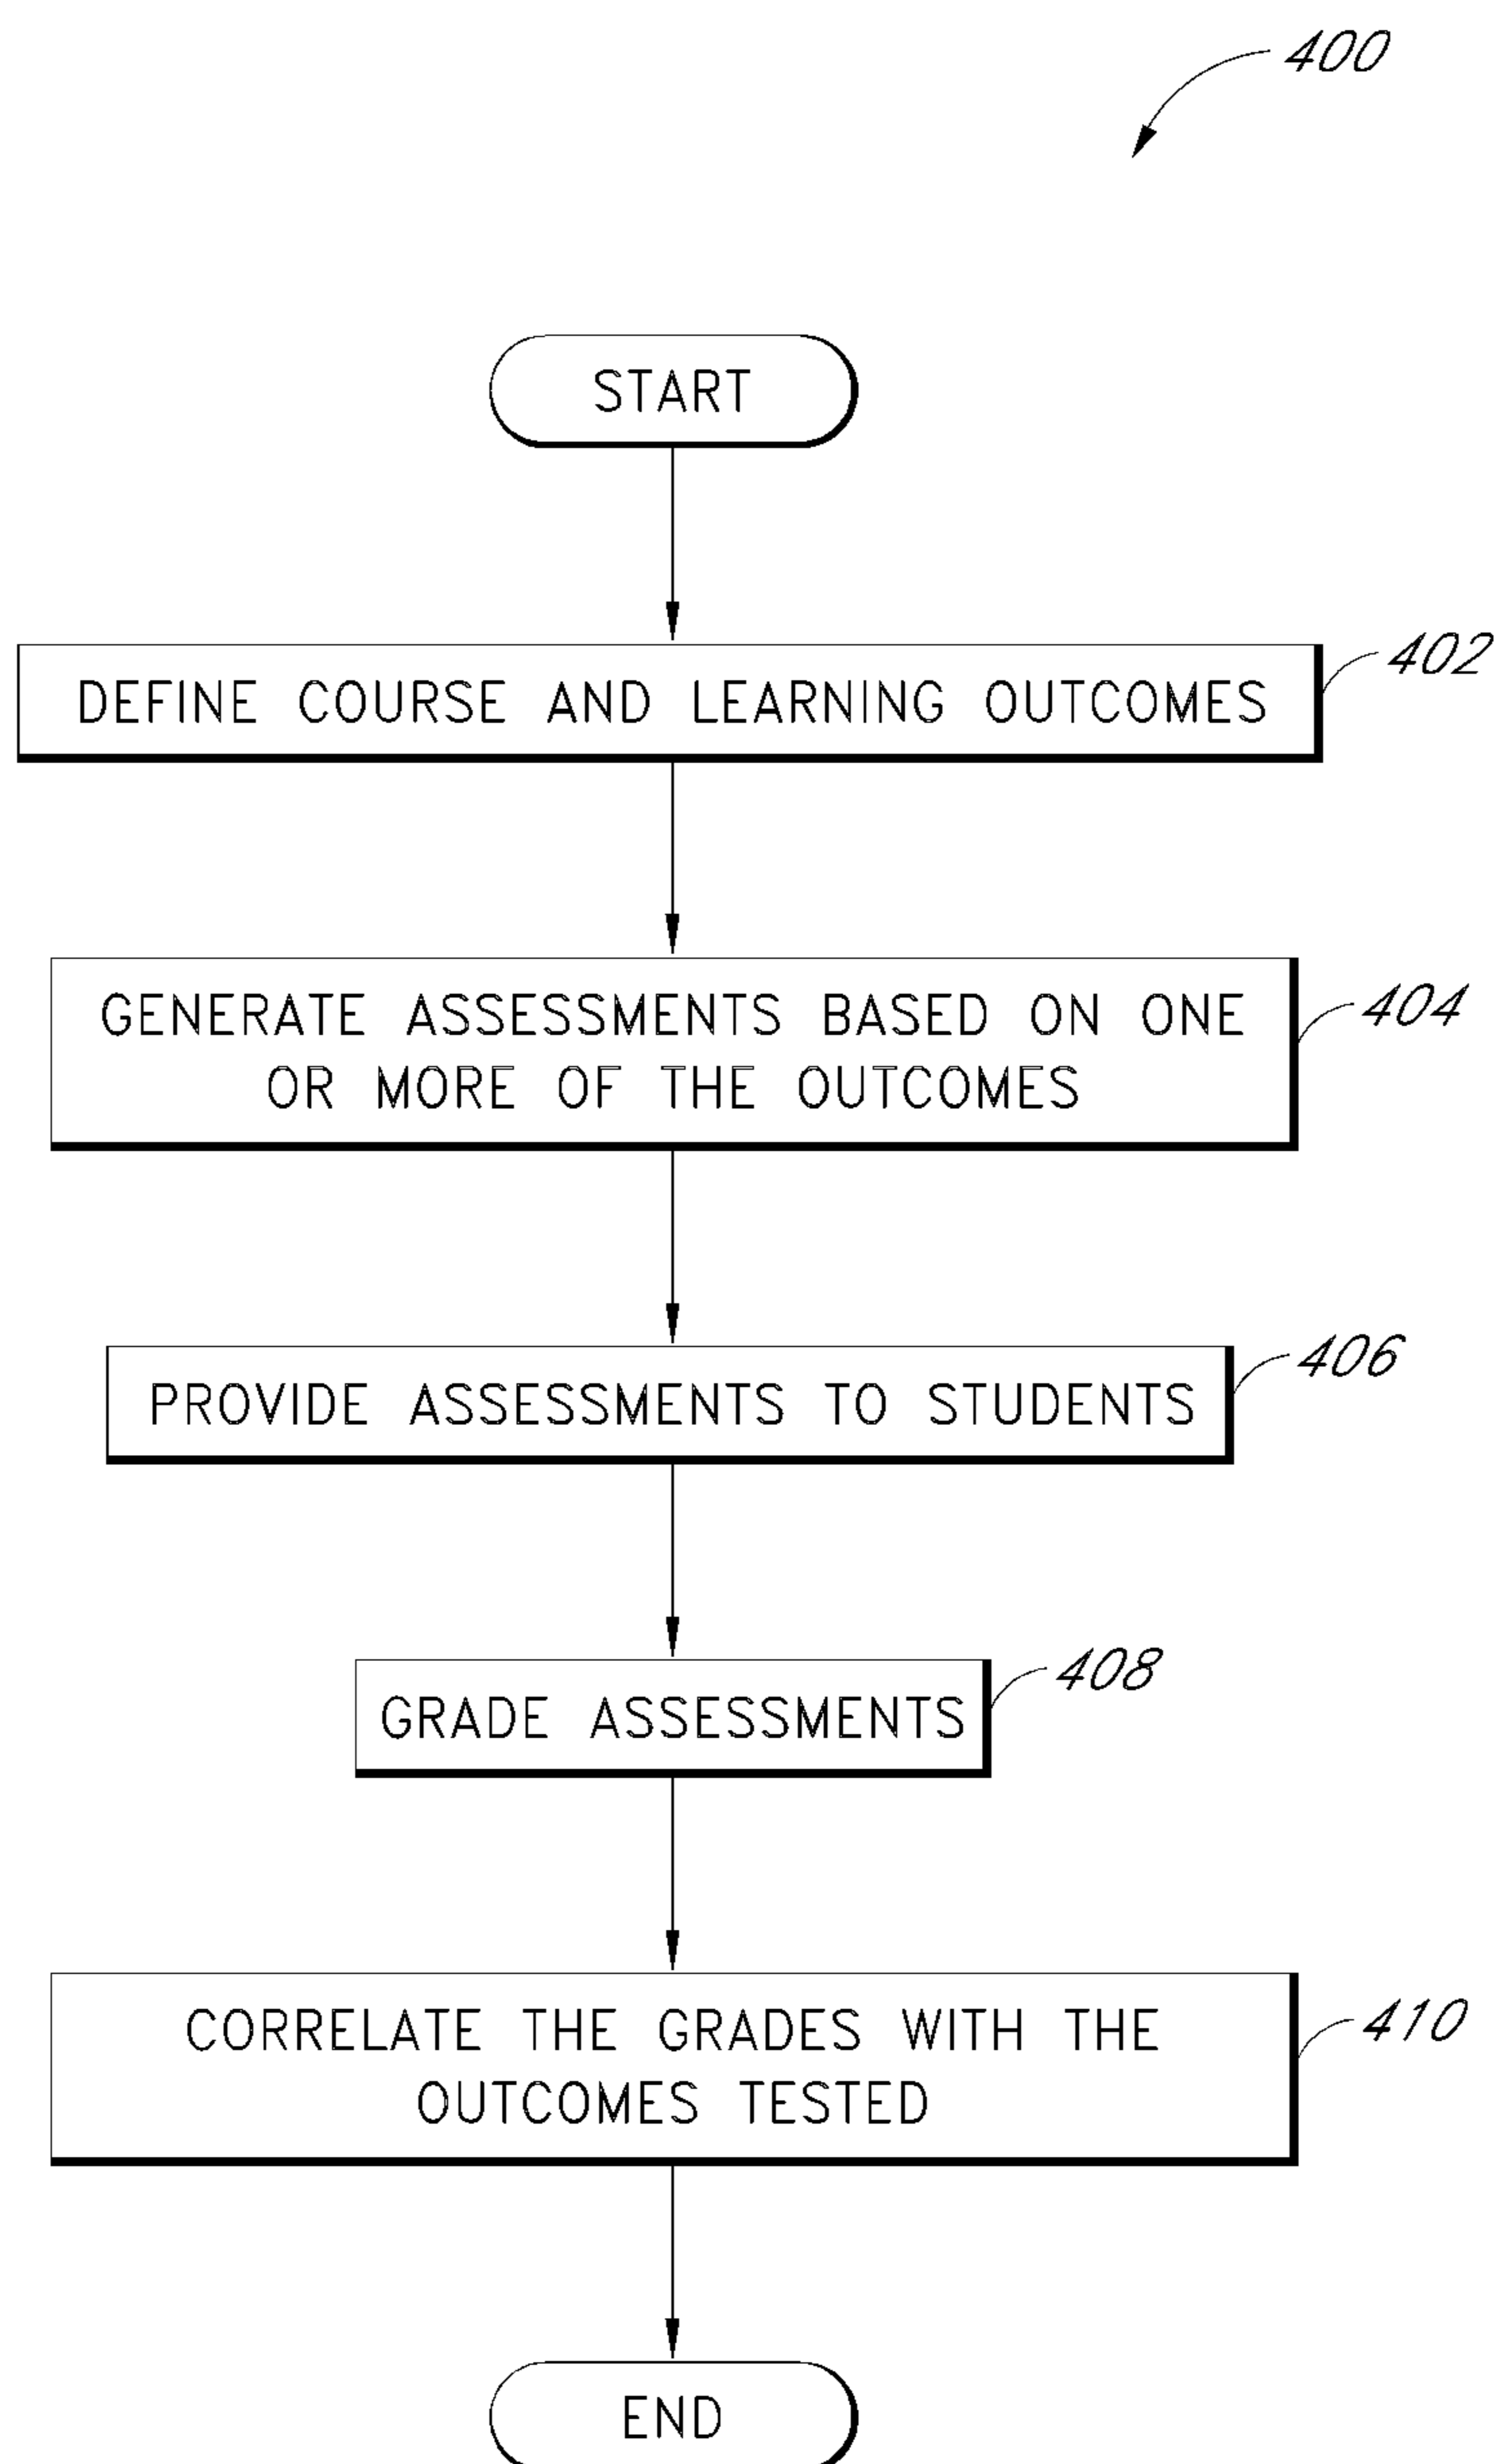 400
START
DEFINE COURSE AND LEARNING OUTCOMES
402
GENERATE ASSESSMENTS BASED ON ONE
OR MORE OF THE OUTCOMES
404
PROVIDE ASSESSMENTS TO STUDENTS
406
GRADE ASSESSMENTS
408
CORRELATE THE GRADES WITH THE
OUTCOMES TESTED
410
END